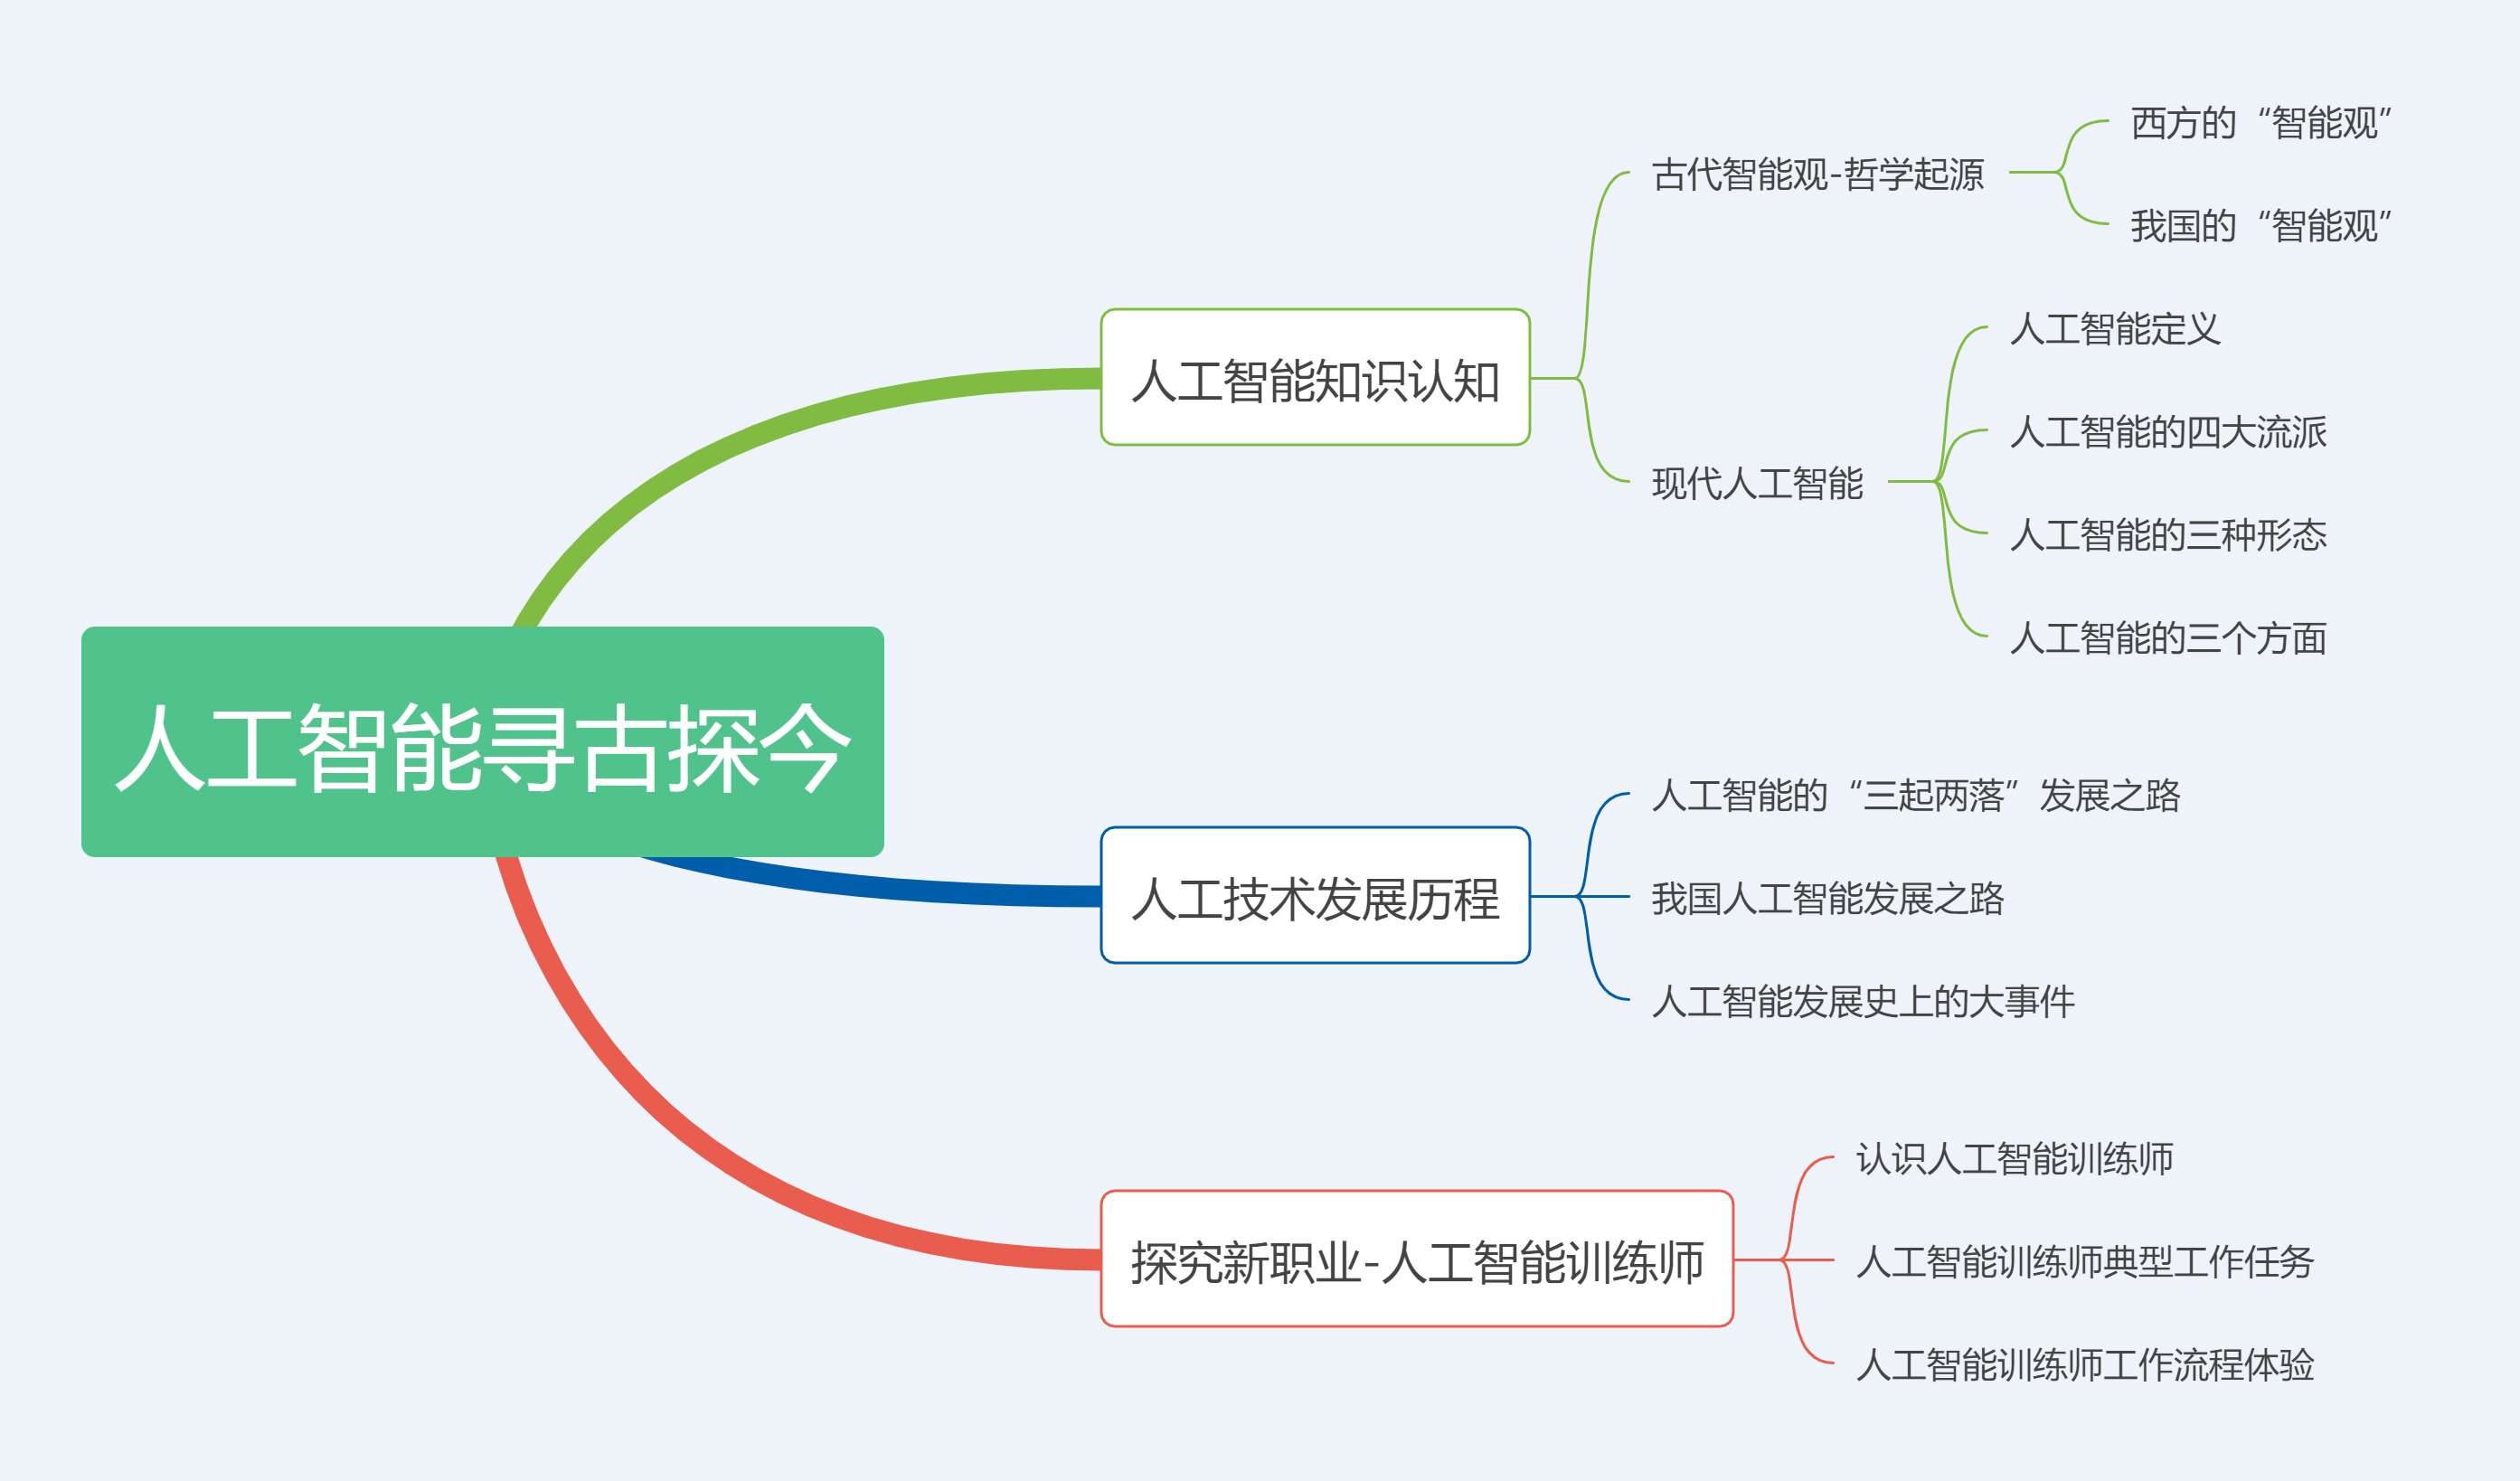 人工智能寻古探今
人工智能知识认知
古代智能观-哲学起源
西方的“智能观”
我国的“智能观”
现代人工智能
人工智能定义
人工智能的四大流派
人工智能的三种形态
人工智能的三个方面
人工技术发展历程
人工智能的“三起两落”发展之路
我国人工智能发展之路
人工智能发展史上的大事件
探究新职业-人工智能训练师
认识人工智能训练师
人工智能训练师典型工作任务
人工智能训练师工作流程体验